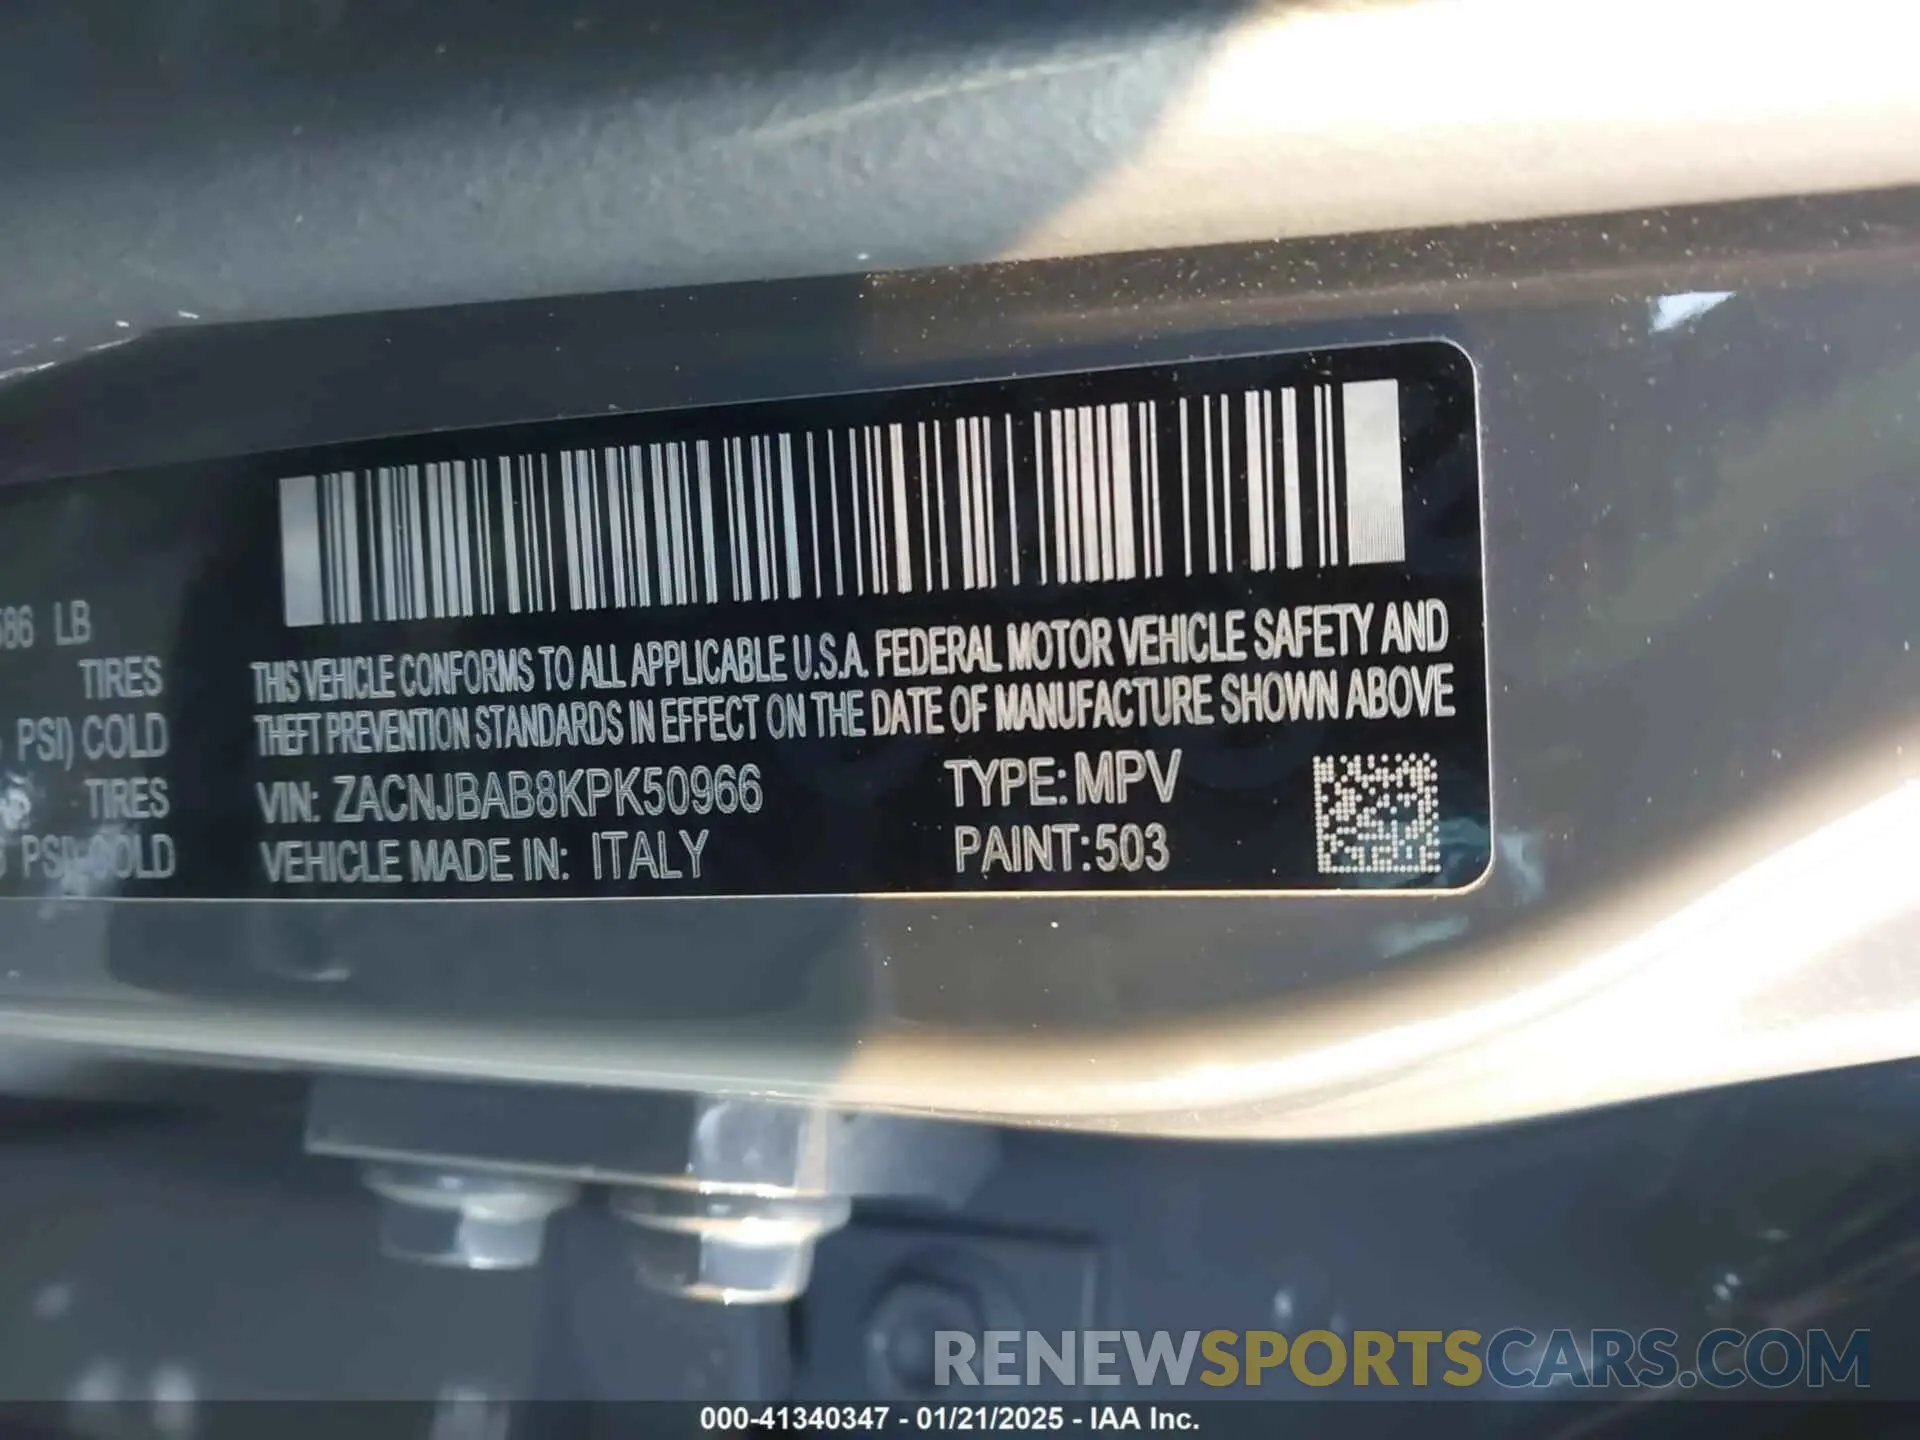 LB
TIRES
PSI) COLD
TIRES
PSI) COLD
THIS VEHICLE CONFORMS TO ALL APPLICABLE U.S.A. FEDERAL MOTOR VEHICLE SAFETY AND
THEFT PREVENTION STANDARDS IN EFFECT ON THE DATE OF MANUFACTURE SHOWN ABOVE
VIN: ZACNJBAB8KPK50966
TYPE: MPV
VEHICLE MADE IN: ITALY
PAINT: 503
RENEWSPORTSCARS.COM
000-41340347 - 01/21/2025 - IAA Inc.